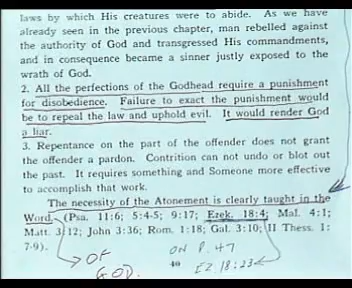 laws by which His creatures were to abide. As we have
already seen in the previous chapter, man rebelled against
the authority of God and transgressed His commandments,
and in consequence became a sinner justly exposed to the
wrath of God.
2. All the perfections of the Godhead require a punishment
for disobedience. Failure to exact the punishment would
be to repeal the law and uphold evil. It would render God
a liar.
3. Repentance on the part of the offender does not grant
the offender a pardon. Contrition can not undo or blot out
the past. It requires something and Someone more effective
to accomplish that work.
The necessity of the Atonement is clearly taught in the
Word. (Psa. 11:6; 5:4-5; 9:17; Ezek. 18:4; Mal. 4:1;
Matt. 3:12; John 3:36; Rom. 1:18; Gal. 3:10; II Thess. 1:
7-9).
OF
GOD.
ON P. 47
EZ 18:23
40